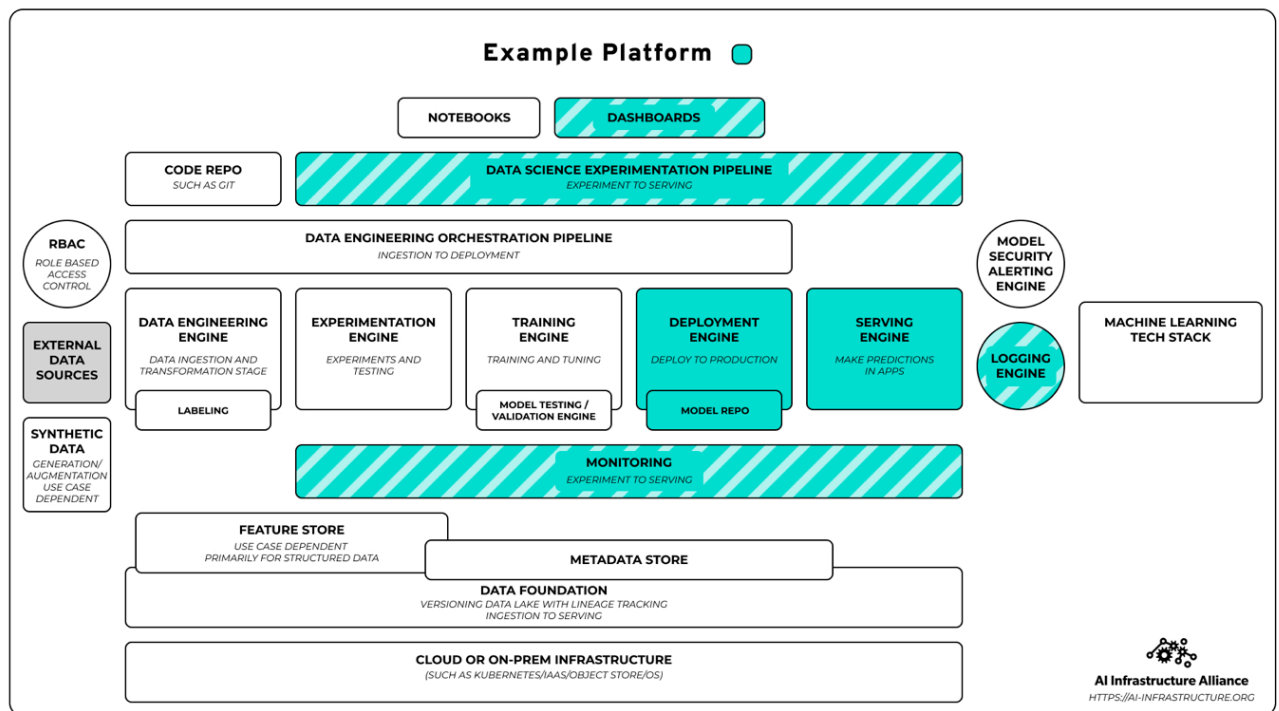 Example Platform
NOTEBOOKS
DASHBOARDS
CODE REPO
SUCH AS GIT
DATA SCIENCE EXPERIMENTATION PIPELINE
EXPERIMENT TO SERVING
RBAC
ROLE BASED
ACCESS
CONTROL
DATA ENGINEERING ORCHESTRATION PIPELINE
INGESTION TO DEPLOYMENT
MODEL
SECURITY
ALERTING
ENGINE
EXTERNAL
DATA
SOURCES
DATA ENGINEERING
ENGINE
DATA INGESTION AND
TRANSFORMATION STAGE
LABELING
EXPERIMENTATION
ENGINE
EXPERIMENTS AND
TESTING
TRAINING
ENGINE
TRAINING AND TUNING
MODEL TESTING /
VALIDATION ENGINE
DEPLOYMENT
ENGINE
DEPLOY TO PRODUCTION
MODEL REPO
SERVING
ENGINE
MAKE PREDICTIONS
IN APPS
LOGGING
ENGINE
MACHINE LEARNING
TECH STACK
SYNTHETIC
DATA
GENERATION/
AUGMENTATION
USE CASE
DEPENDENT
MONITORING
EXPERIMENT TO SERVING
FEATURE STORE
USE CASE DEPENDENT
PRIMARILY FOR STRUCTURED DATA
METADATA STORE
DATA FOUNDATION
VERSIONING DATA LAKE WITH LINEAGE TRACKING
INGESTION TO SERVING
CLOUD OR ON-PREM INFRASTRUCTURE
(SUCH AS KUBERNETES/IAAS/OBJECT STORE/OS)
AI Infrastructure Alliance
HTTPS://AI-INFRASTRUCTURE.ORG